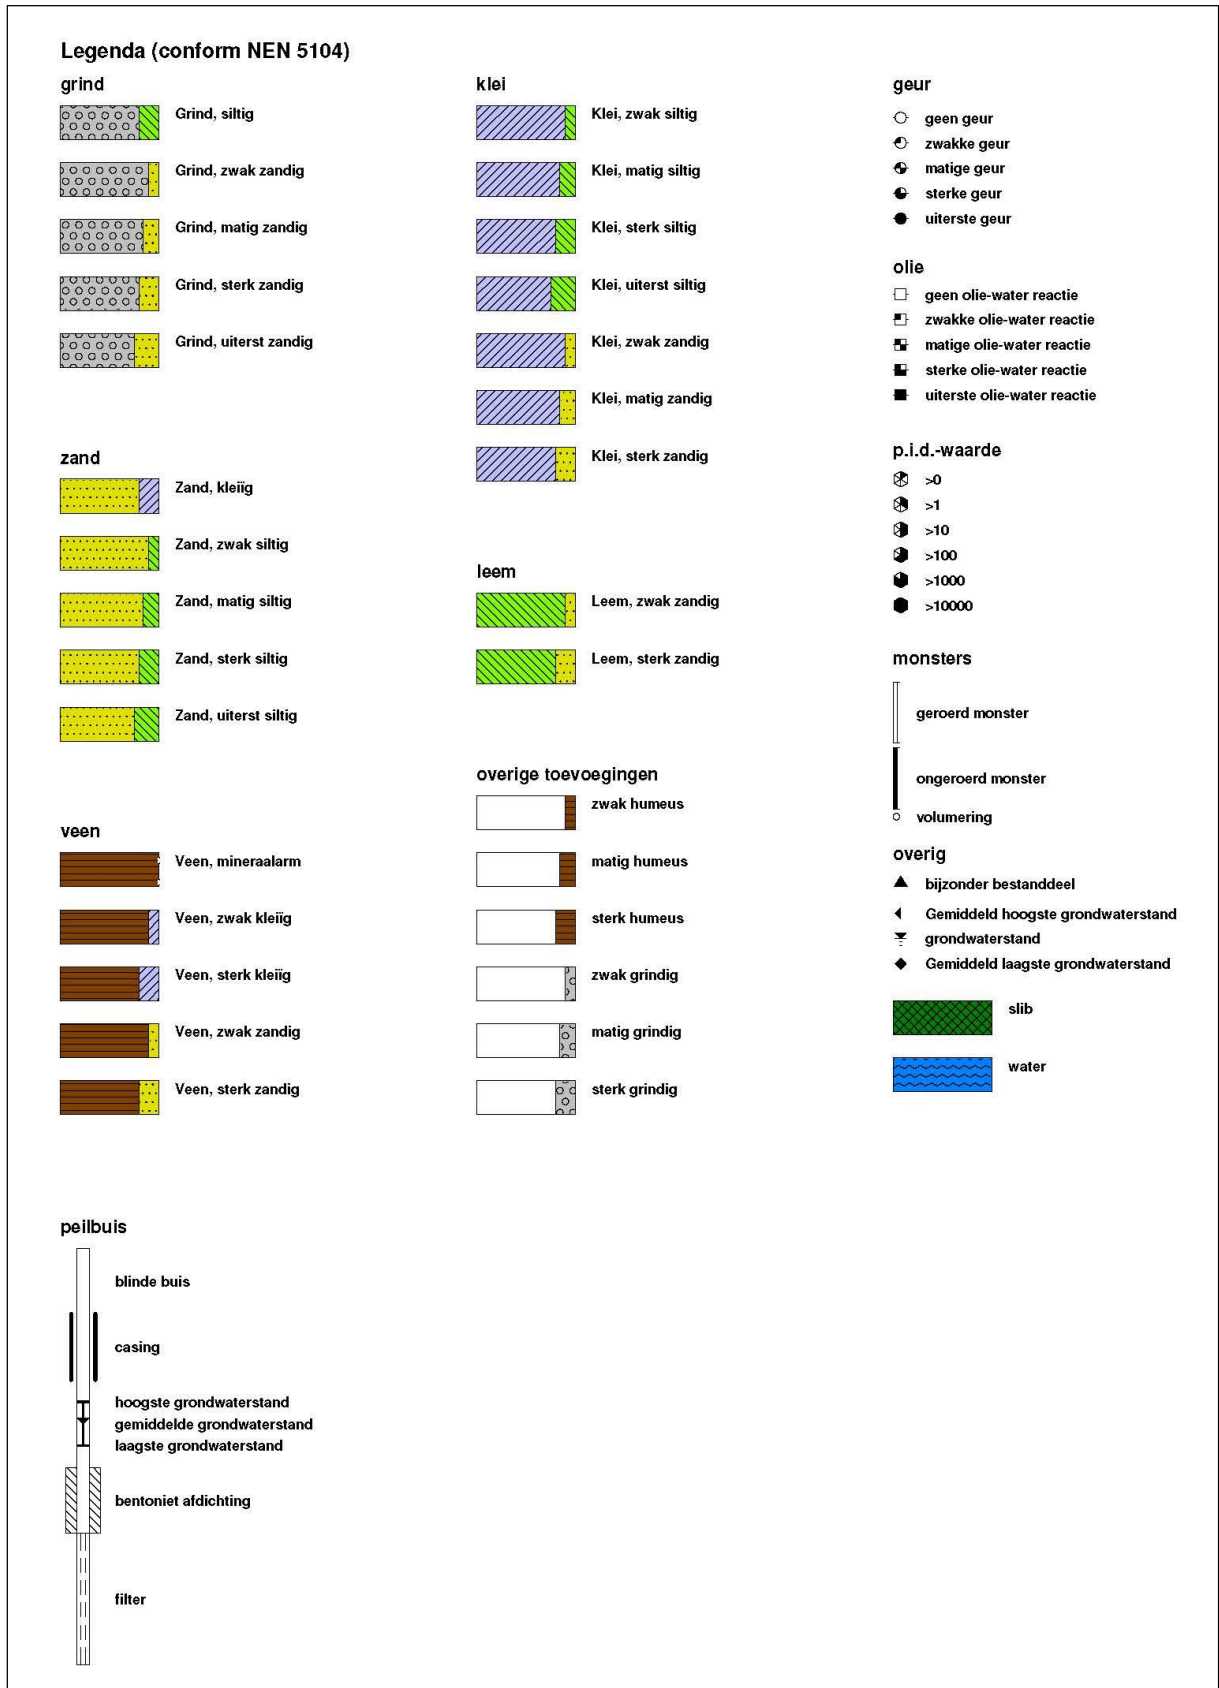 Legenda (conform NEN 5104)
grind
Grind, siltig
Grind, zwak zandig
Grind, matig zandig
Grind, sterk zandig
Grind, uiterst zandig
zand
Zand, kleiïg
Zand, zwak siltig
Zand, matig siltig
Zand, sterk siltig
Zand, uiterst siltig
veen
Veen, mineraalarm
Veen, zwak kleiïg
Veen, sterk kleiïg
Veen, zwak zandig
Veen, sterk zandig
klei
Klei, zwak siltig
Klei, matig siltig
Klei, sterk siltig
Klei, uiterst siltig
Klei, zwak zandig
Klei, matig zandig
Klei, sterk zandig
leem
Leem, zwak zandig
Leem, sterk zandig
overige toevoegingen
zwak humeus
matig humeus
sterk humeus
zwak grindig
matig grindig
sterk grindig
geur
geen geur
zwakke geur
matige geur
sterke geur
uiterste geur
olie
geen olie-water reactie
zwakke olie-water reactie
matige olie-water reactie
sterke olie-water reactie
uiterste olie-water reactie
p.i.d.-waarde
>0
>1
>10
>100
>1000
>10000
monsters
geroerd monster
ongeroerd monster
volumering
overig
bijzonder bestanddeel
Gemiddeld hoogste grondwaterstand
grondwaterstand
Gemiddeld laagste grondwaterstand
slib
water
peilbuis
blinde buis
casing
hoogste grondwaterstand
gemiddelde grondwaterstand
laagste grondwaterstand
bentoniet afdichting
filter